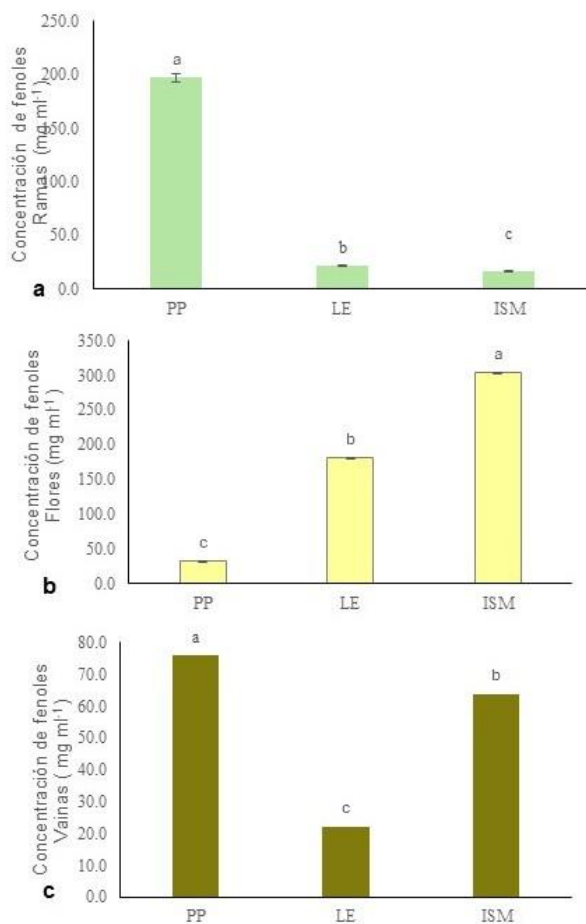 Concentración de fenoles
Ramas (mg ml-1)
250.0
200.0
150.0
100.0
50.0
0.0
a
b
c
PP
LE
ISM
a
Concentración de fenoles
Flores (mg ml-1)
350.0
300.0
250.0
200.0
150.0
100.0
50.0
0.0
c
b
a
PP
LE
ISM
b
Concentración de fenoles
Vainas ( mg ml-1)
80.0
70.0
60.0
50.0
40.0
30.0
20.0
10.0
0.0
a
c
b
PP
LE
ISM
c